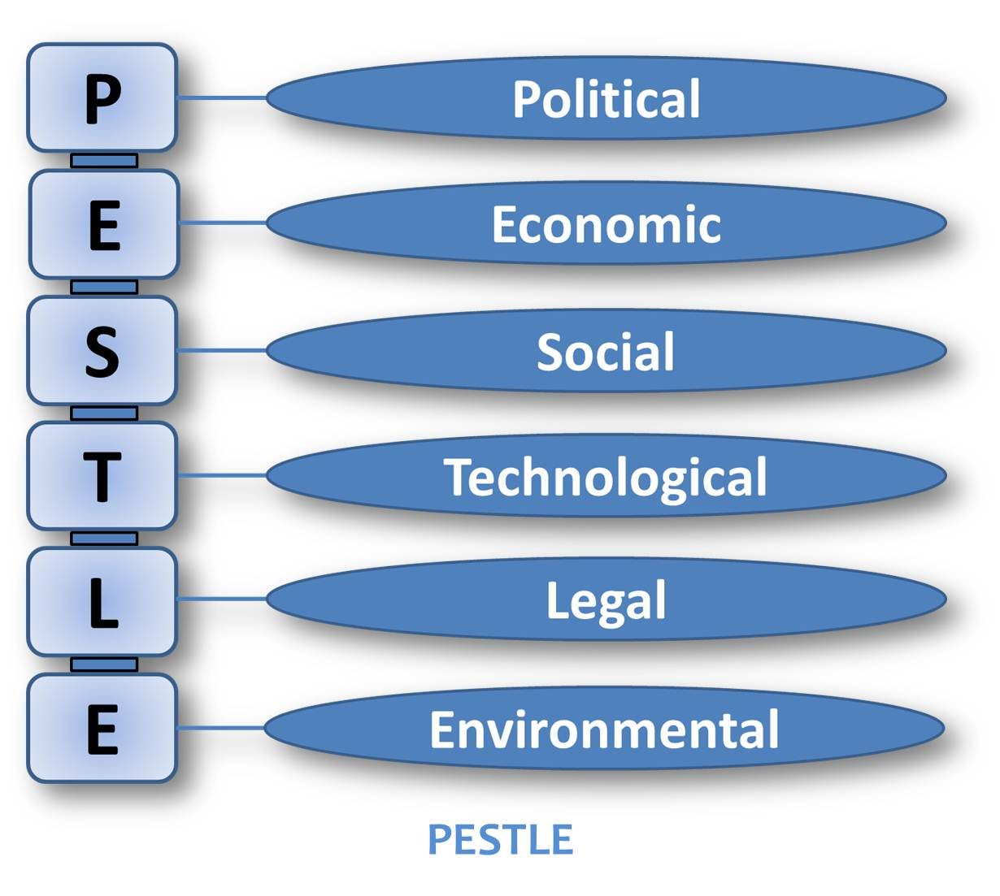 P Political
E Economic
S Social
T Technological
L Legal
E Environmental
PESTLE